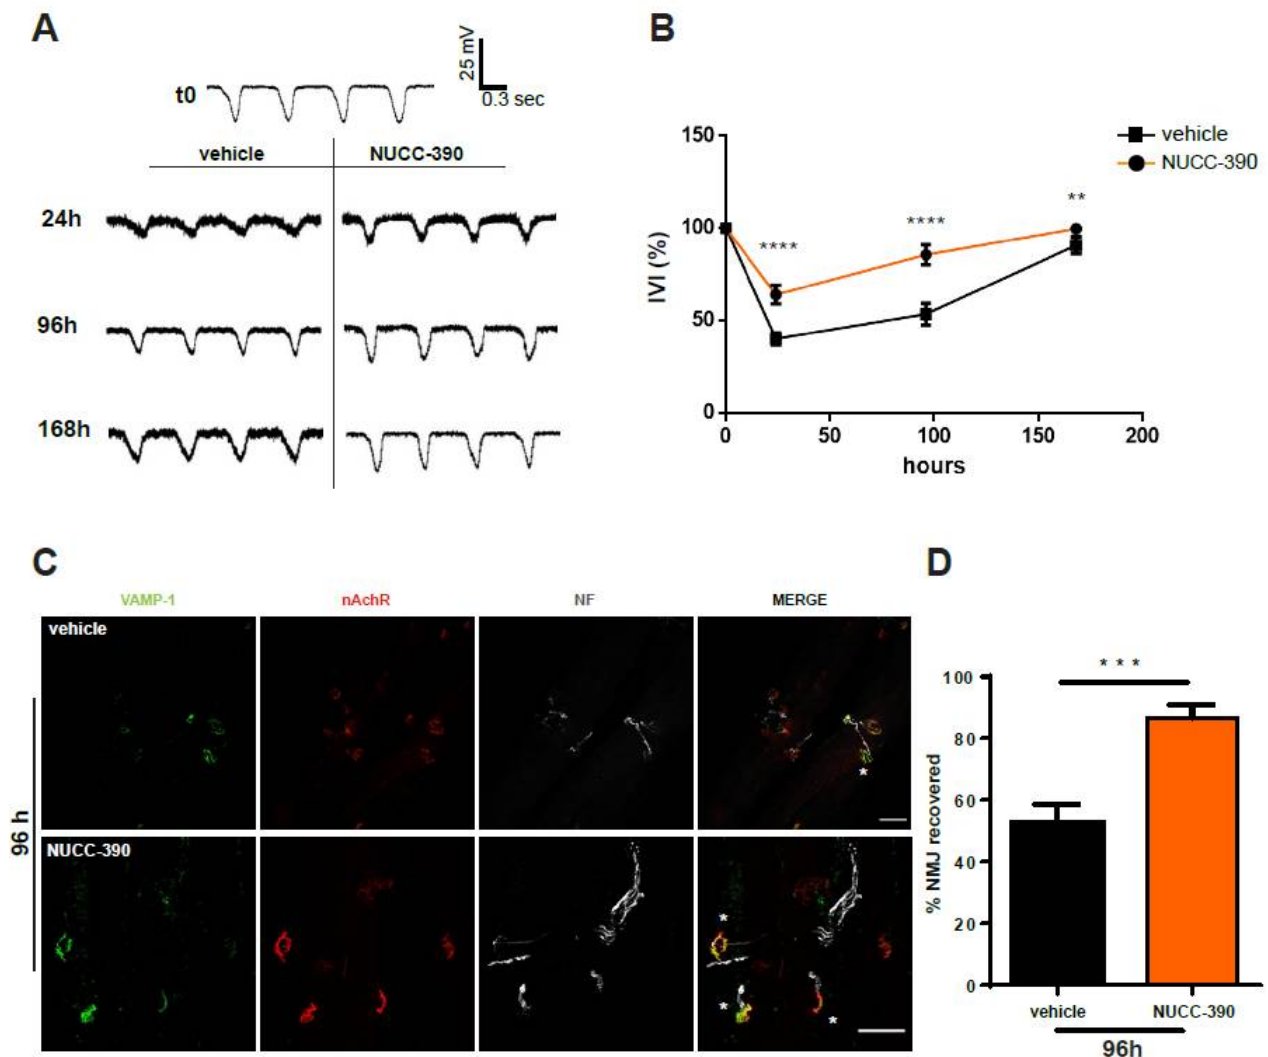 A
t0
25 mV
0.3 sec
vehicle NUCC-390
24h
96h
168h
B
vehicle
NUCC-390
IVI (%)
150
100
50
0
**** **** **
0 50 100 150 200
hours
C
VAMP-1 nAchR NF MERGE
96 h
vehicle
*
NUCC-390
*
* *
D
% NMJ recovered
100
80
60
40
20
0
* * *
vehicle NUCC-390
96h